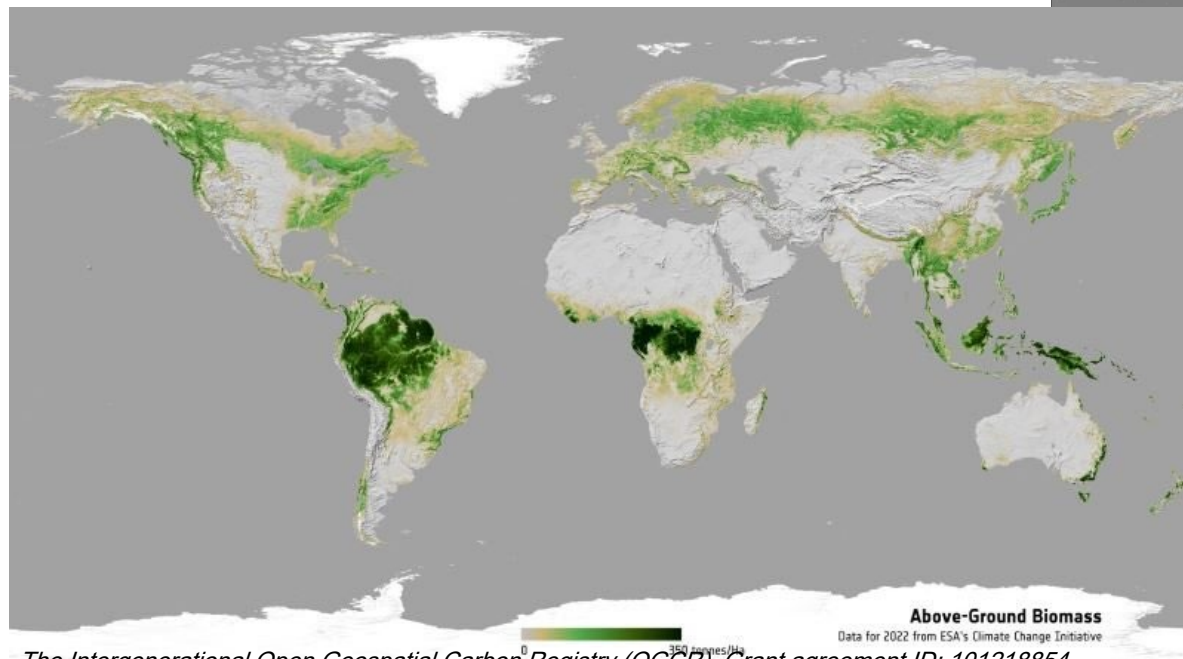 Above-Ground Biomass
Data for 2022 from ESA's Climate Change Initiative
0 350 tonnes/Ha
The Intergenerational Open Geospatial Carbon Registry (OGCR), Grant agreement ID: 101218854